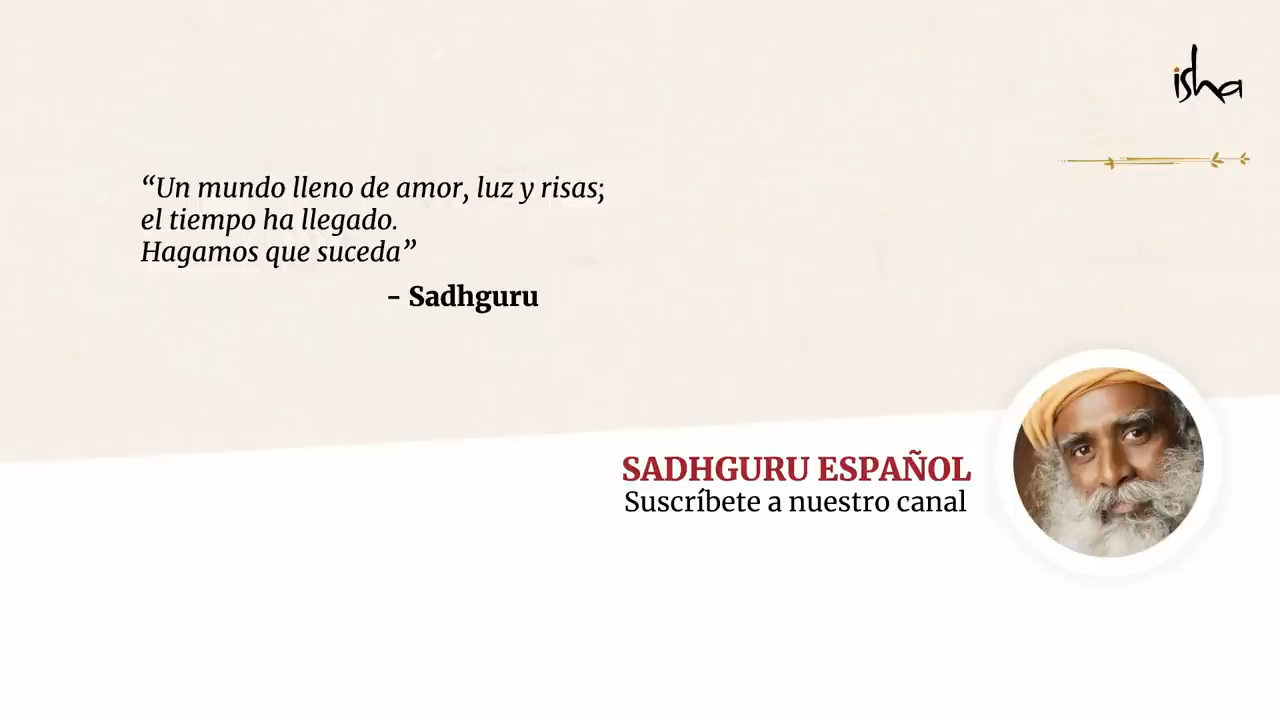 isha
“Un mundo lleno de amor, luz y risas;
el tiempo ha llegado.
Hagamos que suceda”
- Sadhguru
SADHGURU ESPAÑOL
Suscríbete a nuestro canal